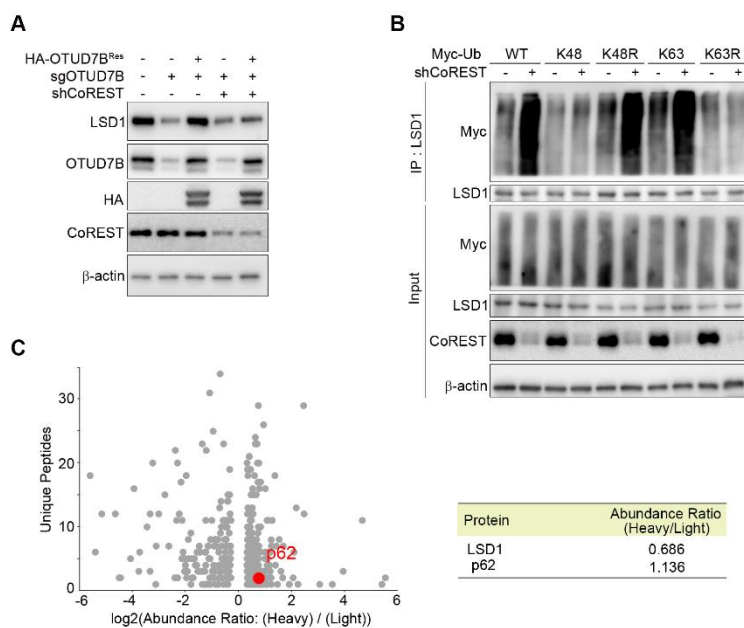 A
HA-OTUD7BRes - - + - +
sgOTUD7B - + + + +
shCoREST - - - + +
LSD1
OTUD7B
HA
CoREST
β-actin
B
Myc-Ub WT K48 K48R K63 K63R
shCoREST - + - + - + - + - +
IP : LSD1
Myc
LSD1
Input
Myc
LSD1
CoREST
β-actin
C
Unique Peptides
30
20
10
0
p62
-6 -4 -2 0 2 4 6
log2(Abundance Ratio: (Heavy) / (Light))
Protein Abundance Ratio
(Heavy/Light)
LSD1 0.686
p62 1.136